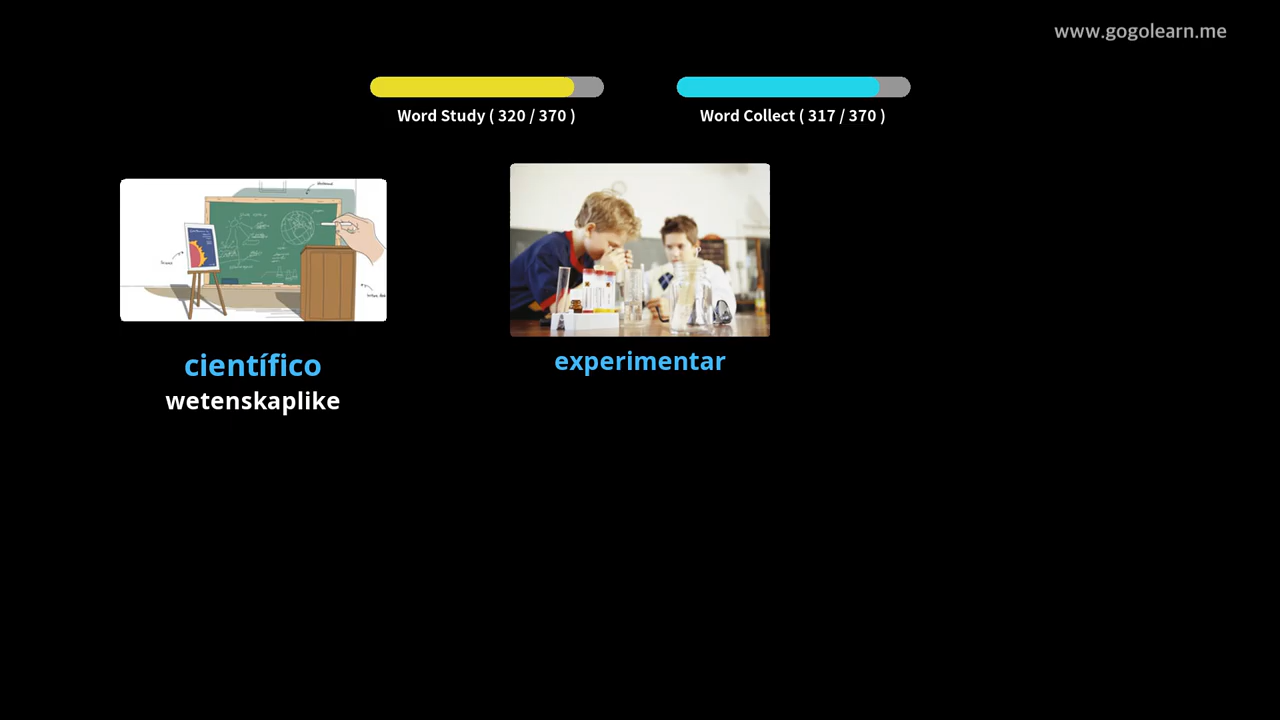 www.gogolearn.me
Word Study ( 320 / 370 )
Word Collect ( 317 / 370 )
científico
wetenskaplike
experimentar